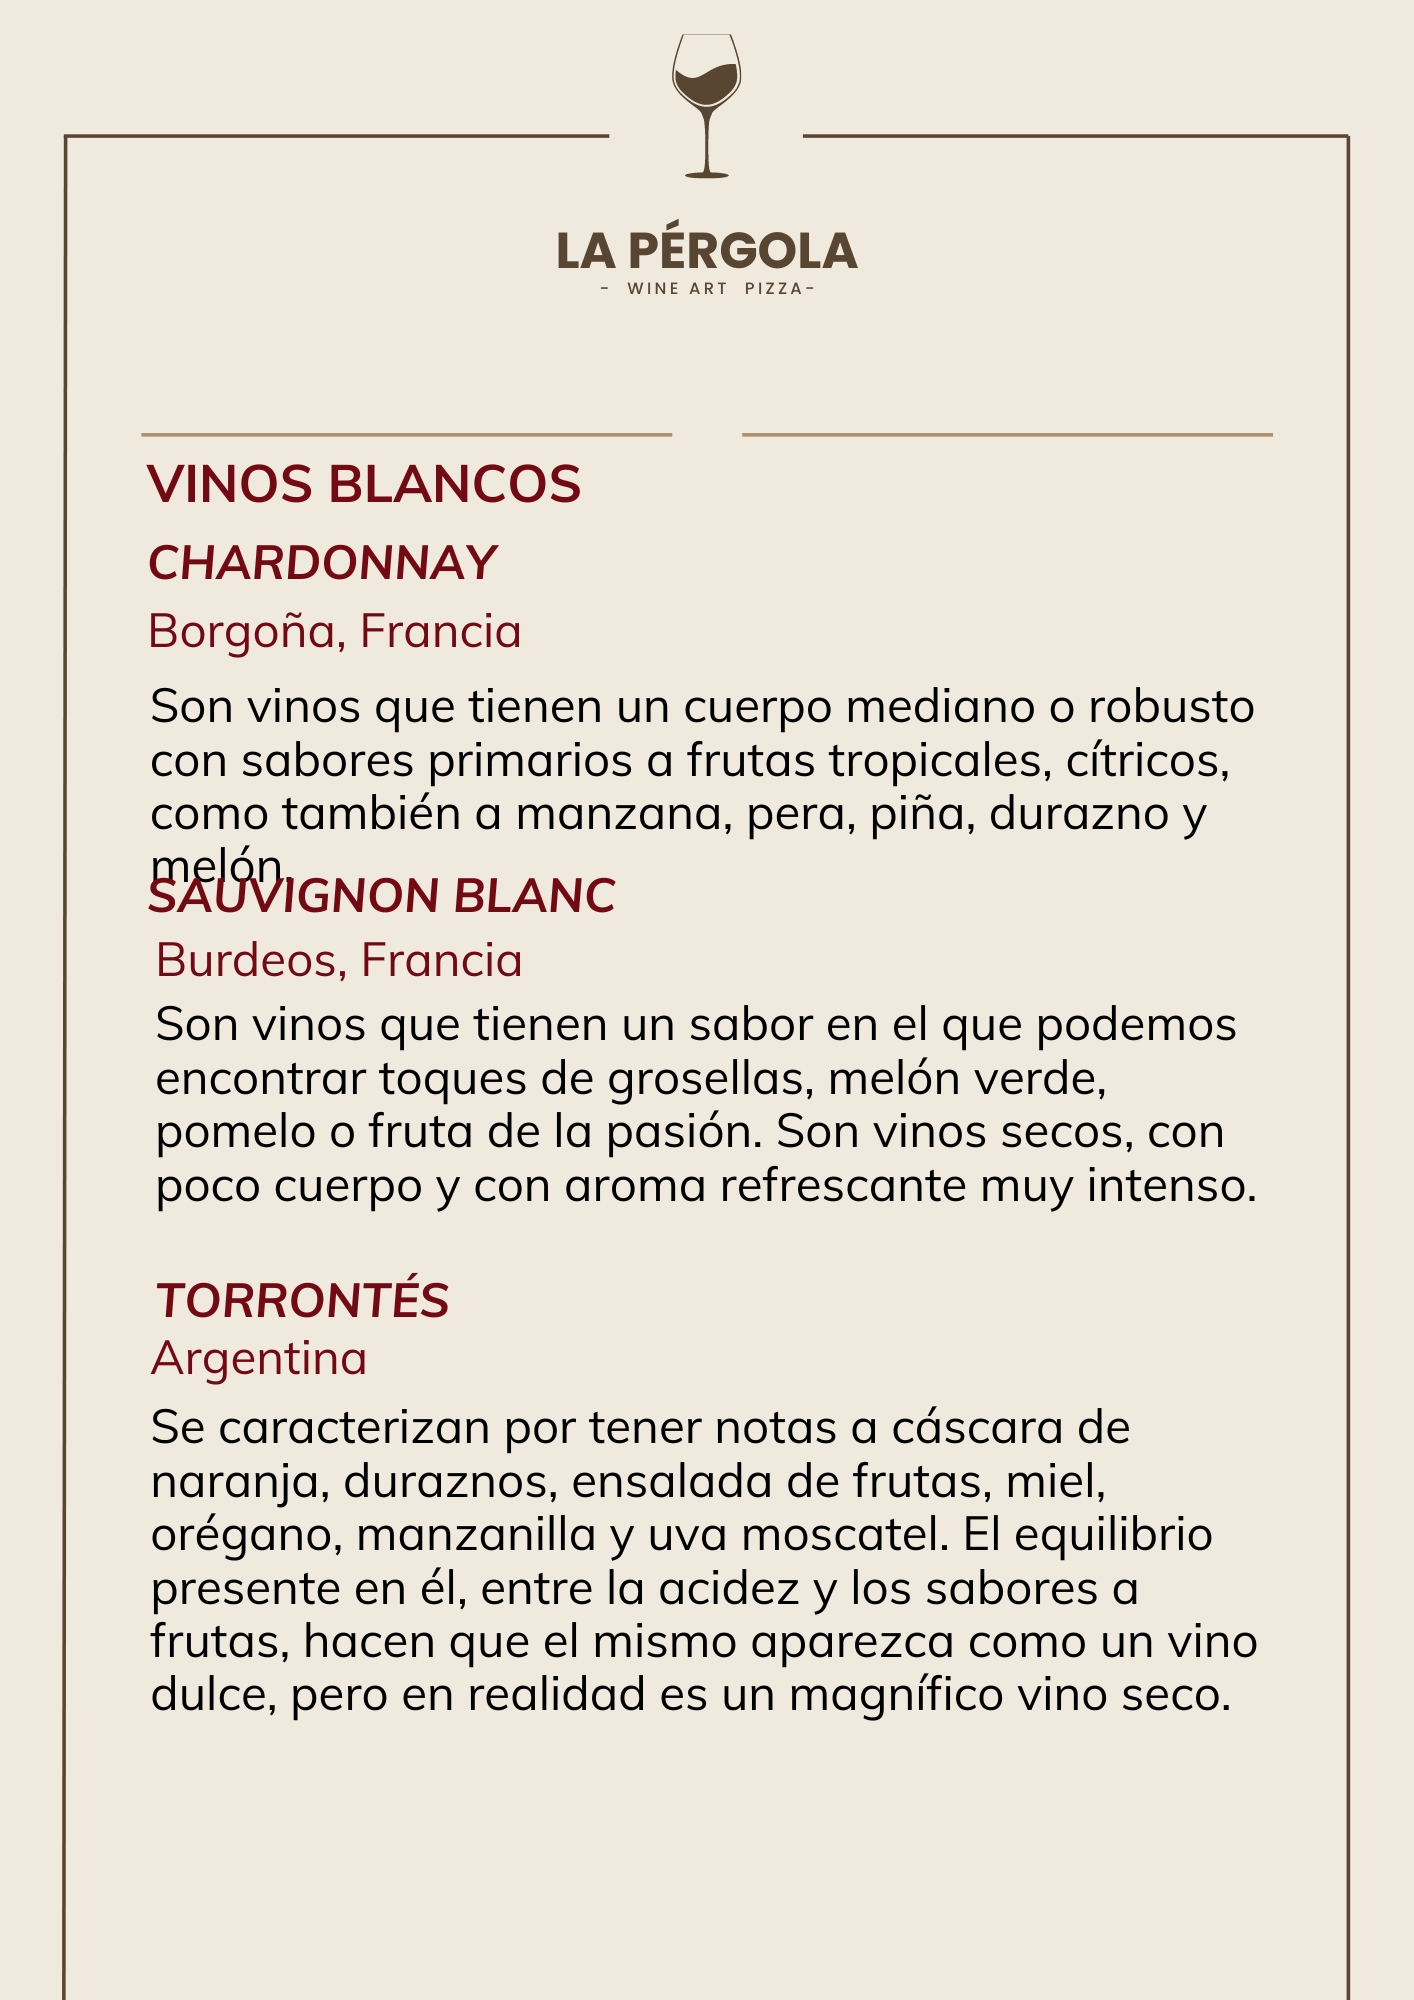 LA PÉRGOLA
- WINE ART PIZZA-
VINOS BLANCOS
CHARDONNAY
Borgoña, Francia
Son vinos que tienen un cuerpo mediano o robusto
con sabores primarios a frutas tropicales, cítricos,
como también a manzana, pera, piña, durazno y
melón.
SAUVIGNON BLANC
Burdeos, Francia
Son vinos que tienen un sabor en el que podemos
encontrar toques de grosellas, melón verde,
pomelo o fruta de la pasión. Son vinos secos, con
poco cuerpo y con aroma refrescante muy intenso.
TORRONTÉS
Argentina
Se caracterizan por tener notas a cáscara de
naranja, duraznos, ensalada de frutas, miel,
orégano, manzanilla y uva moscatel. El equilibrio
presente en él, entre la acidez y los sabores a
frutas, hacen que el mismo aparezca como un vino
dulce, pero en realidad es un magnífico vino seco.